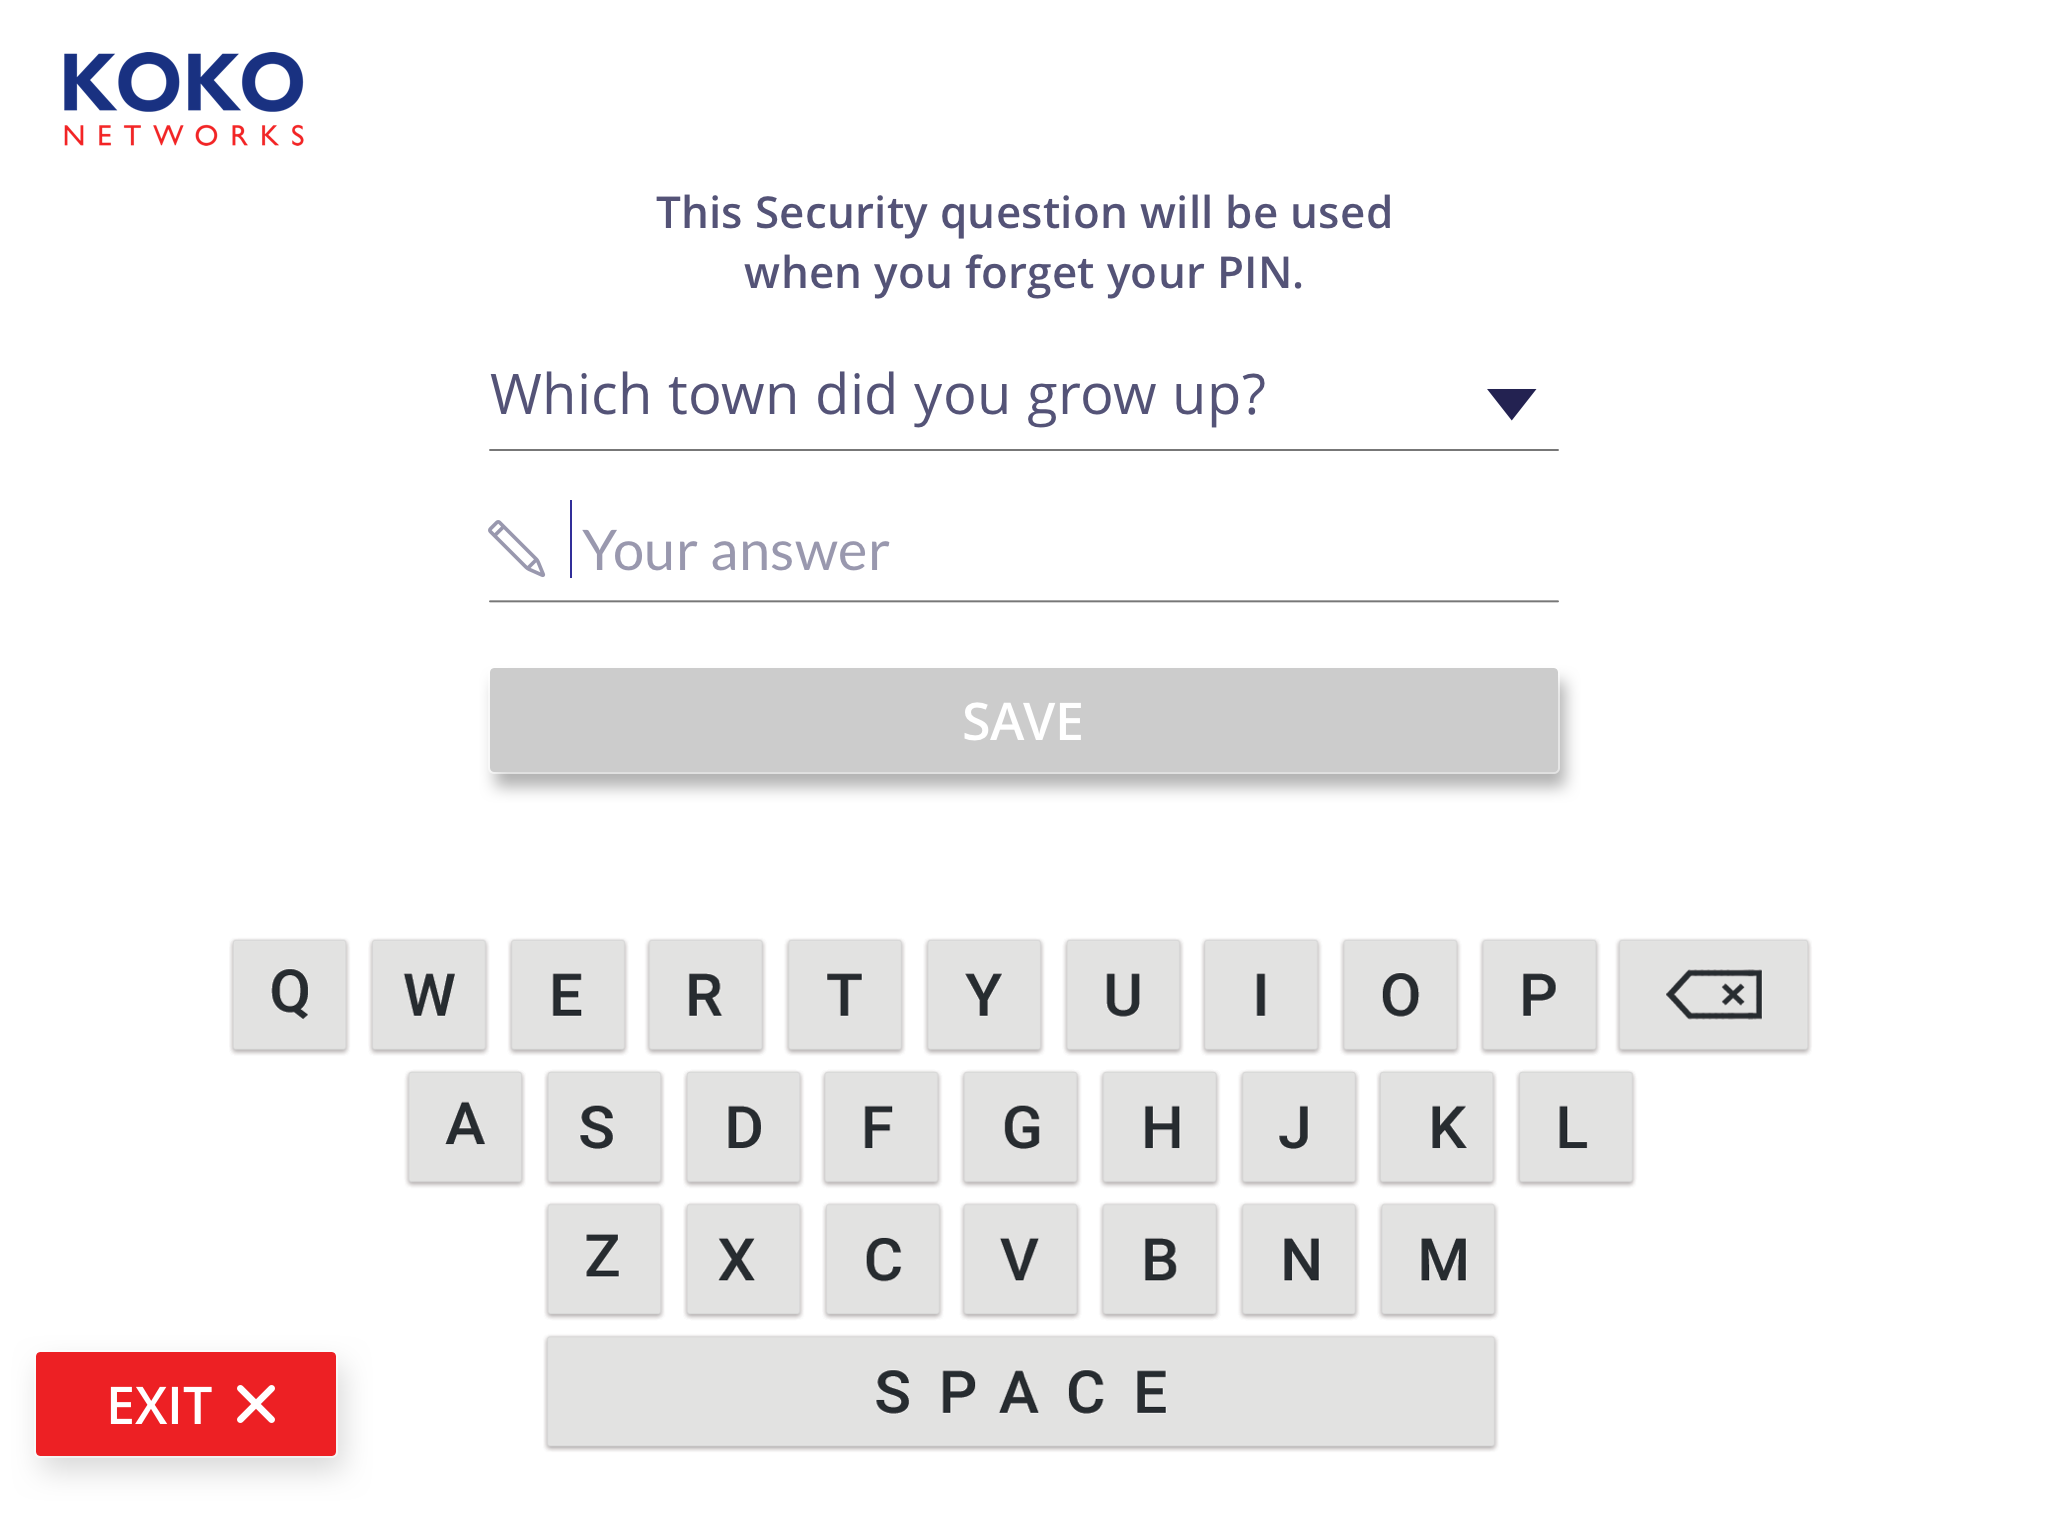 KOKO
NETWORKS
This Security question will be used
when you forget your PIN.
Which town did you grow up?
Your answer
SAVE
Q W E R T Y U I O P
A S D F G H J K L
Z X C V B N M
SPACE
EXIT